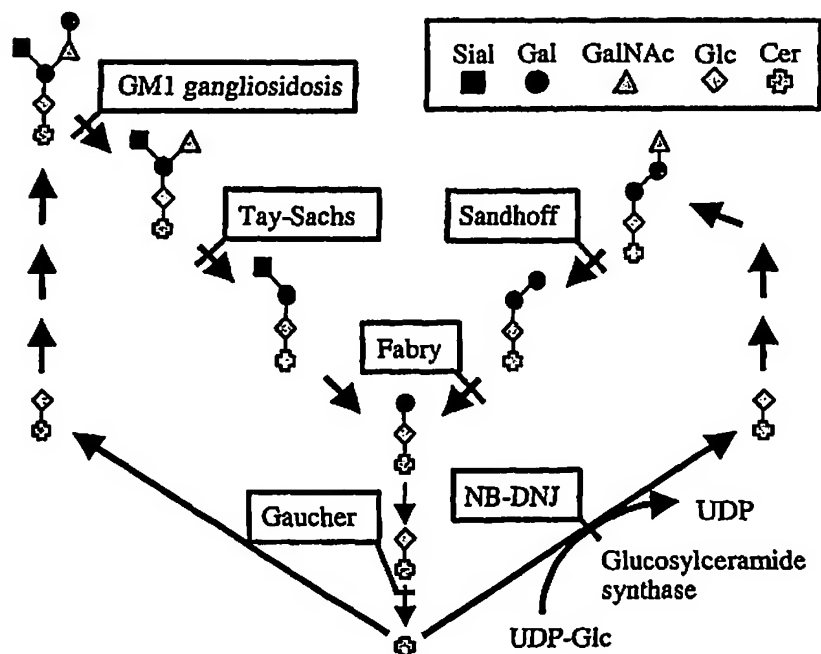 Sial Gal GalNAc Glc Cer
GM1 gangliosidosis
Tay-Sachs
Sandhoff
Fabry
NB-DNJ
Gaucher
UDP
Glucosylceramide
synthase
UDP-Glc